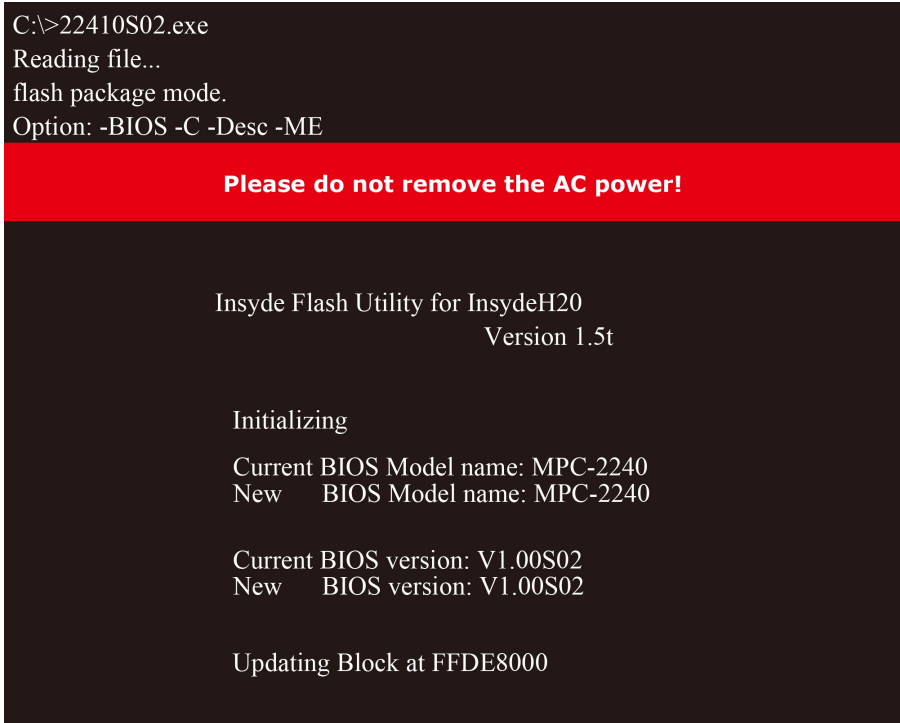 C:\>22410S02.exe
Reading file...
flash package mode.
Option: -BIOS -C -Desc -ME
Please do not remove the AC power!
Insyde Flash Utility for InsydeH20
Version 1.5t
Initializing
Current BIOS Model name: MPC-2240
New BIOS Model name: MPC-2240
Current BIOS version: V1.00S02
New BIOS version: V1.00S02
Updating Block at FFDE8000